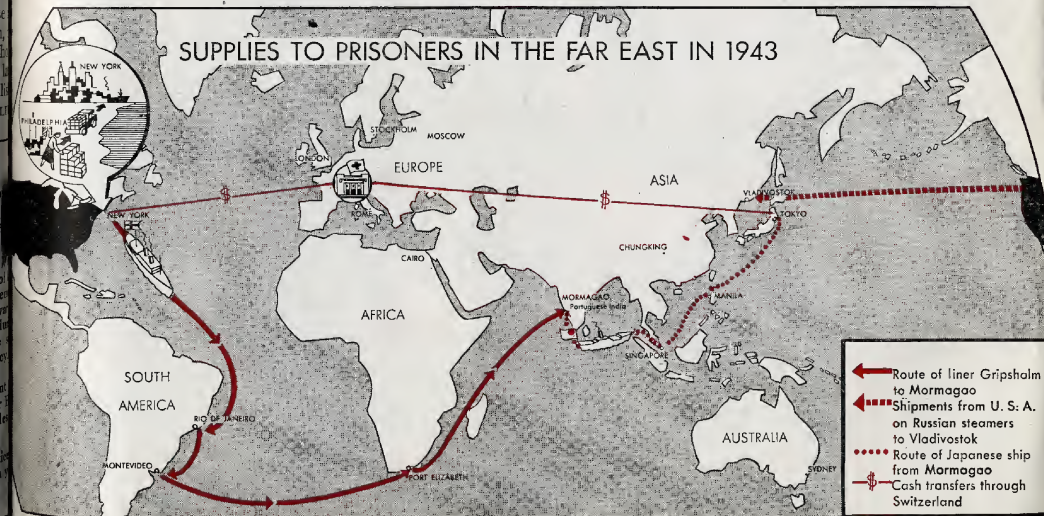 SUPPLIES TO PRISONERS IN THE FAR EAST IN 1943
NEW YORK
PHILADELPHIA
STOCKHOLM
MOSCOW
LONDON
EUROPE
ASIA
VLADIVOSTOK
$
$
NEW YORK
ROME
TOKYO
CHUNGKING
CAIRO
MORMAGAO
Portuguese India
MANILA
AFRICA
SINGAPORE
SOUTH
AMERICA
RIO DE JANEIRO
AUSTRALIA
MONTEVIDEO
PORT ELIZABETH
SYDNEY
Route of liner Gripsholm
to Mormagao
Shipments from U. S: A.
on Russian steamers
to Vladivostok
Route of Japanese ship
from Mormagao
$
Cash transfers through
Switzerland